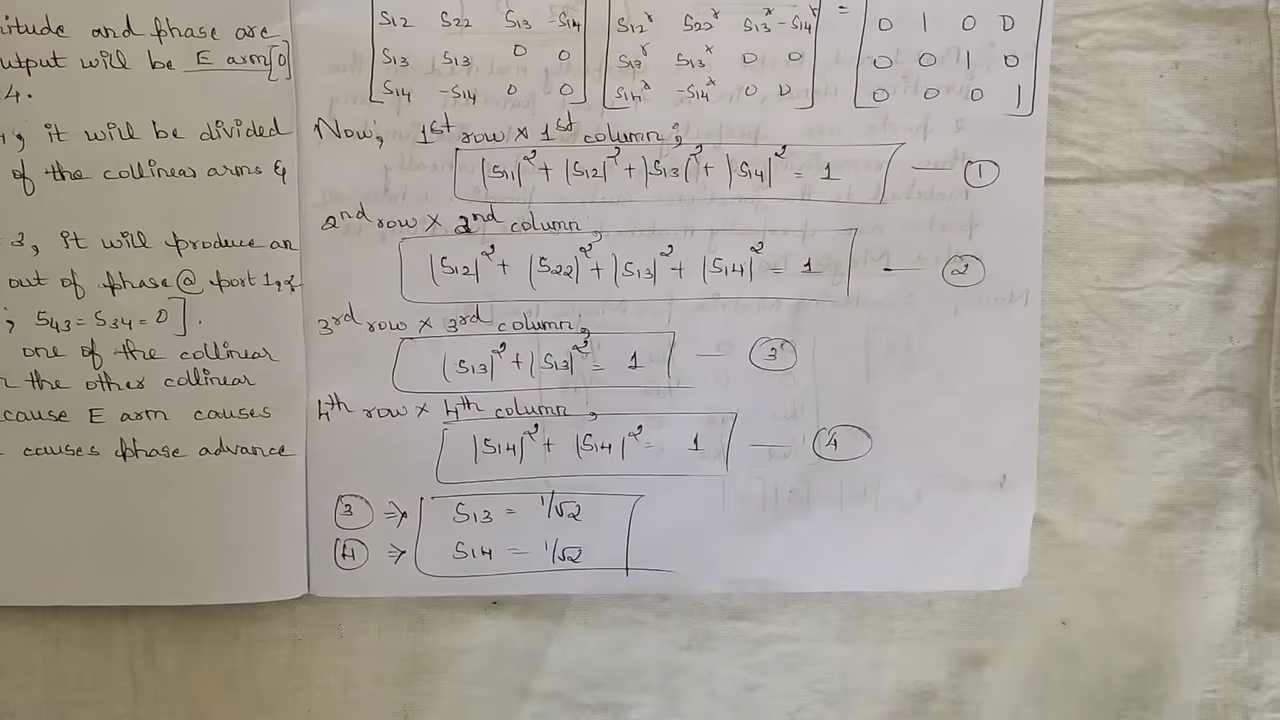 itude and phase are
utput will be E arm[0]
4.
it will be divided
of the collinear arms &
3, it will produce an
out of phase @ port 1,2
; S43 = S34 = 0].
one of the collinear
the other collinear
cause E arm causes
causes phase advance
S12 S22 S13 -S14 S12* S22* S13* -S14* = 0 1 0 0
S13 S13 0 0 S13* S13* 0 0 0 0 1 0
S14 -S14 0 0 S14* -S14* 0 0 0 0 0 1
Now, 1st row × 1st column;
|S11|² + |S12|² + |S13|² + |S14|² = 1 — 1
2nd row × 2nd column,
|S12|² + |S22|² + |S13|² + |S14|² = 1 — 2
3rd row × 3rd column,
|S13|² + |S13|² = 1 — 3
4th row × 4th column,
|S14|² + |S14|² = 1 — 4
3 ⇒ S13 = 1/√2
4 ⇒ S14 = 1/√2